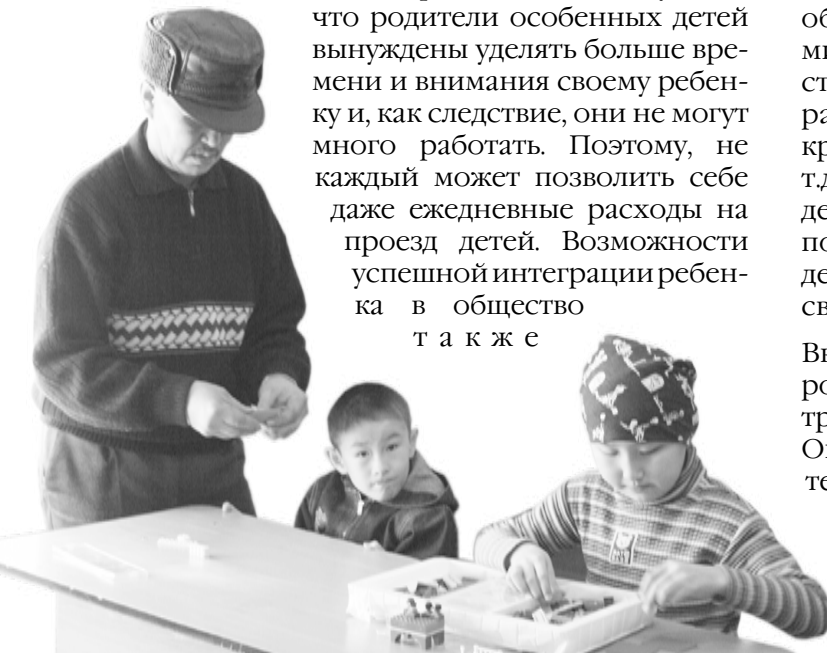 что родители особенных детей
вынуждены уделять больше вре-
мени и внимания своему ребен-
ку и, как следствие, они не могут
много работать. Поэтому, не
каждый может позволить себе
даже ежедневные расходы на
проезд детей. Возможности
успешной интеграции ребен-
ка в общество
т а к ж е